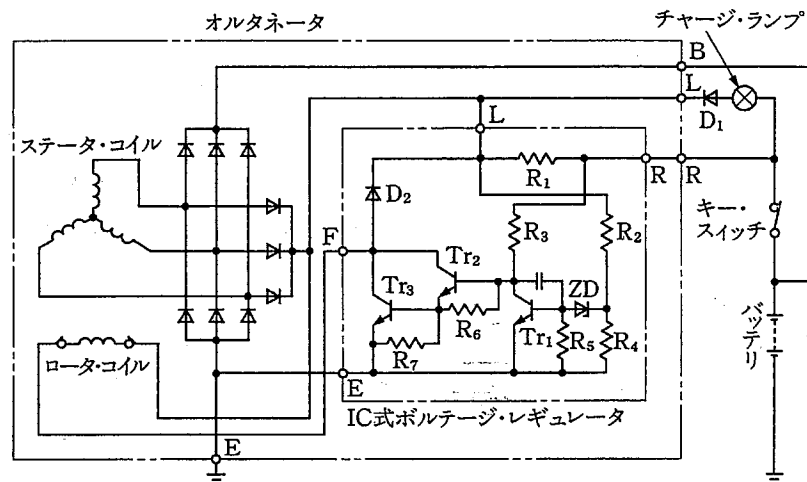 オルタネータ
チャージ・ランプ
B
L
D₁
ステータ・コイル
L
R₁
R
R
D₂
キー・
スイッチ
F
R₃
R₂
Tr₂
Tr₃
ZD
R₆
Tr₁
R₅
R₄
R₇
バッテリ
ロータ・コイル
E
IC式ボルテージ・レギュレータ
E